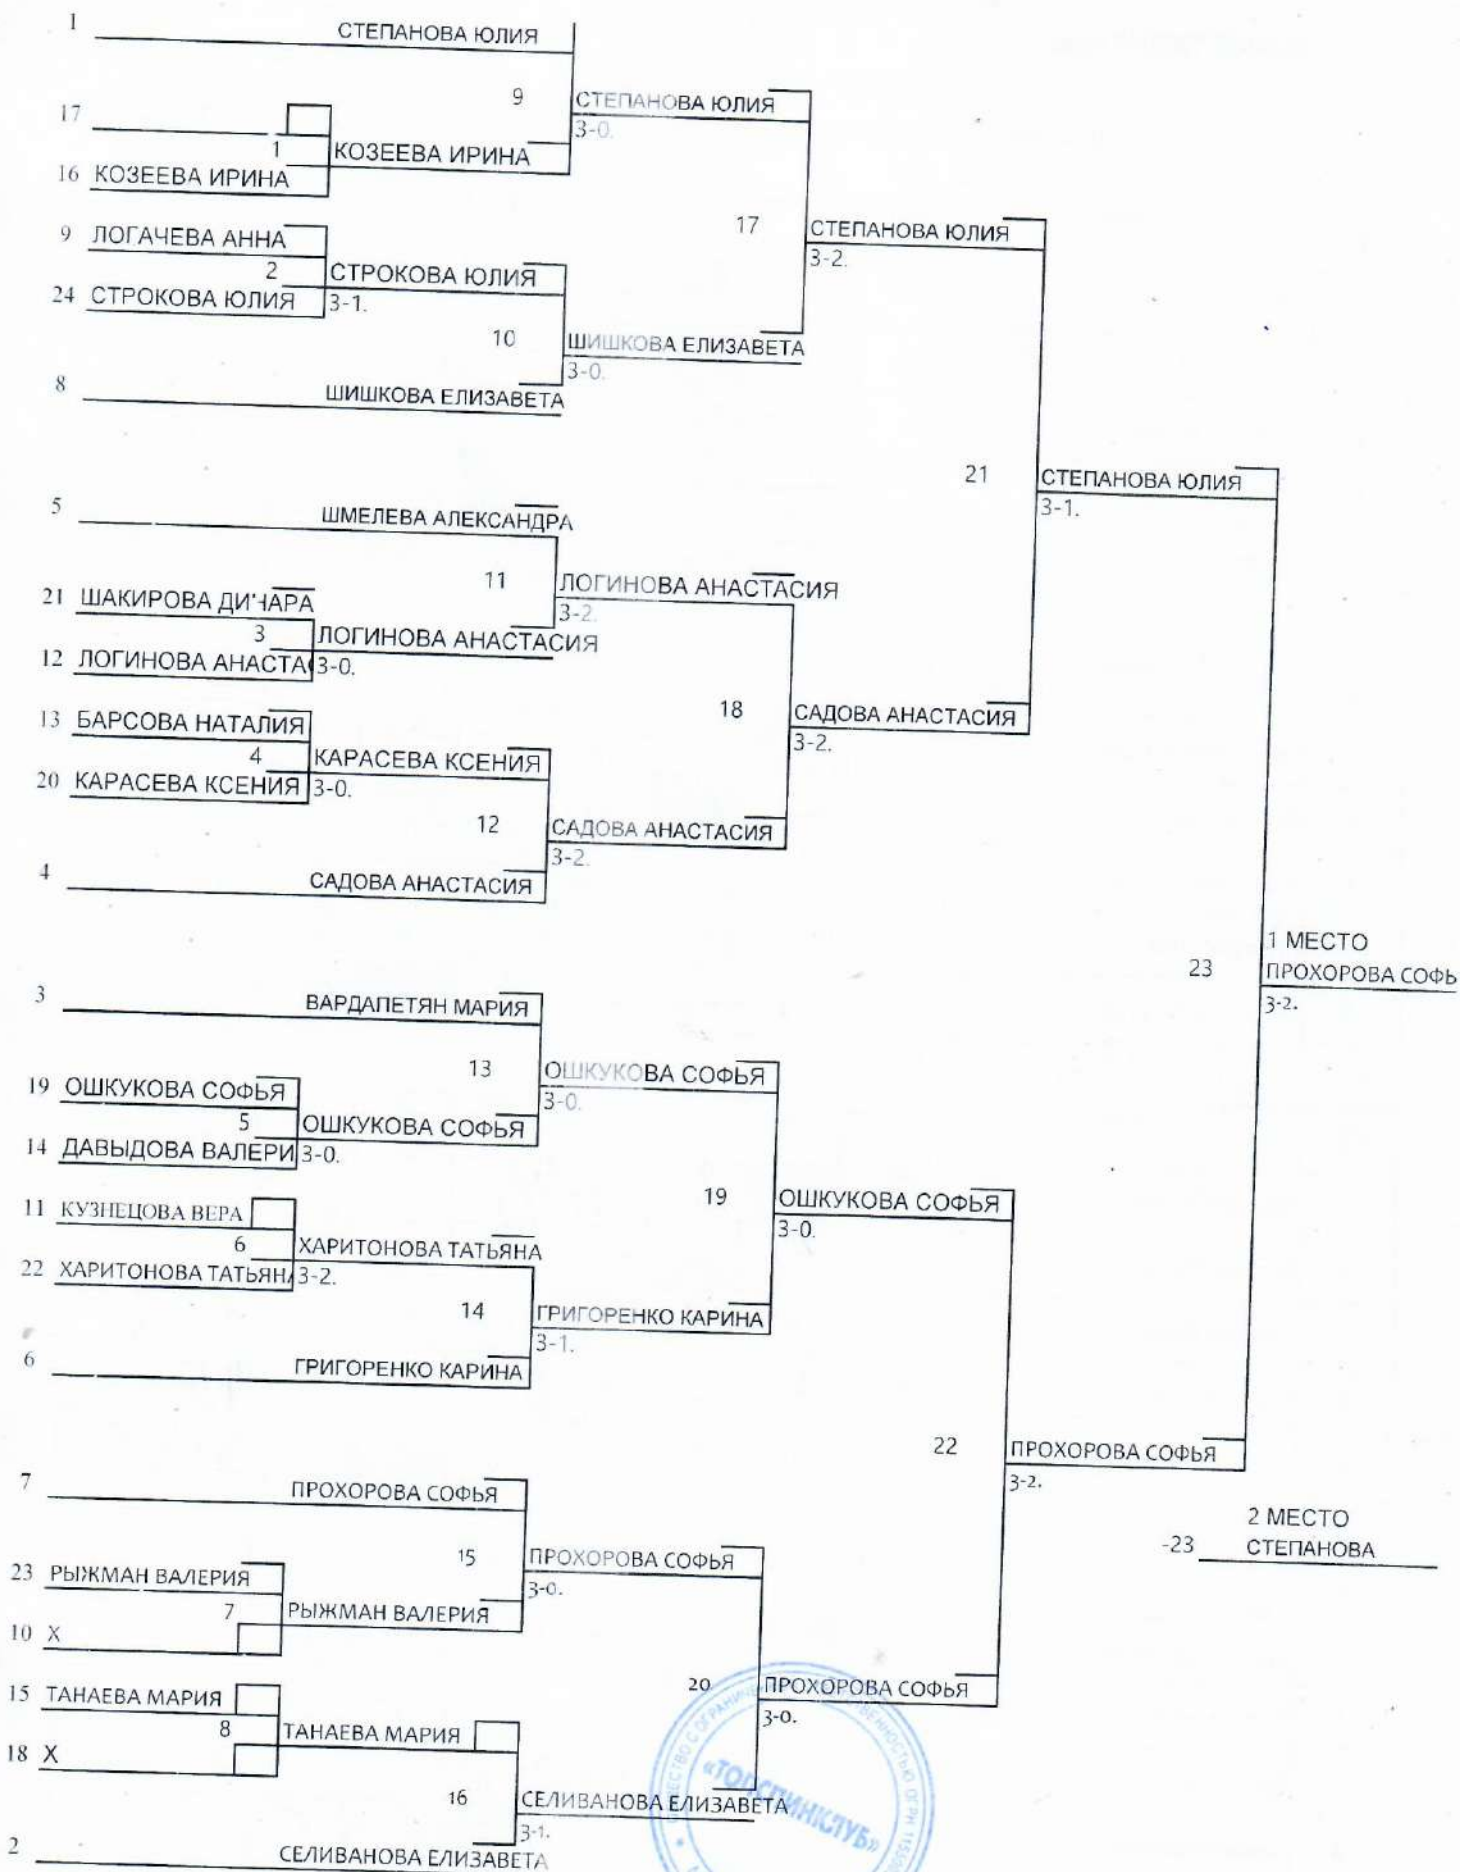 1 СТЕПАНОВА ЮЛИЯ
9 СТЕПАНОВА ЮЛИЯ
3-0.
17
1 КОЗЕЕВА ИРИНА
16 КОЗЕЕВА ИРИНА
17 СТЕПАНОВА ЮЛИЯ
3-2.
9 ЛОГАЧЕВА АННА
2 СТРОКОВА ЮЛИЯ
24 СТРОКОВА ЮЛИЯ 3-1.
10 ШИШКОВА ЕЛИЗАВЕТА
3-0.
8 ШИШКОВА ЕЛИЗАВЕТА
21 СТЕПАНОВА ЮЛИЯ
3-1.
5 ШМЕЛЕВА АЛЕКСАНДРА
11 ЛОГИНОВА АНАСТАСИЯ
3-2.
21 ШАКИРОВА ДИНАРА
3 ЛОГИНОВА АНАСТАСИЯ
12 ЛОГИНОВА АНАСТА 3-0.
18 САДОВА АНАСТАСИЯ
3-2.
13 БАРСОВА НАТАЛИЯ
4 КАРАСЕВА КСЕНИЯ
20 КАРАСЕВА КСЕНИЯ 3-0.
12 САДОВА АНАСТАСИЯ
3-2.
4 САДОВА АНАСТАСИЯ
1 МЕСТО
23 ПРОХОРОВА СОФЬ
3-2.
3 ВАРДАПЕТЯН МАРИЯ
13 ОШКУКОВА СОФЬЯ
3-0.
19 ОШКУКОВА СОФЬЯ
5 ОШКУКОВА СОФЬЯ
14 ДАВЫДОВА ВАЛЕРИ 3-0.
19 ОШКУКОВА СОФЬЯ
3-0.
11 КУЗНЕЦОВА ВЕРА
6 ХАРИТОНОВА ТАТЬЯНА
22 ХАРИТОНОВА ТАТЬЯН 3-2.
14 ГРИГОРЕНКО КАРИНА
3-1.
6 ГРИГОРЕНКО КАРИНА
22 ПРОХОРОВА СОФЬЯ
3-2.
7 ПРОХОРОВА СОФЬЯ
2 МЕСТО
-23 СТЕПАНОВА
15 ПРОХОРОВА СОФЬЯ
3-0.
23 РЫЖМАН ВАЛЕРИЯ
7 РЫЖМАН ВАЛЕРИЯ
10 X
20 ПРОХОРОВА СОФЬЯ
3-0.
15 ТАНАЕВА МАРИЯ
8 ТАНАЕВА МАРИЯ
18 X
16 СЕЛИВАНОВА ЕЛИЗАВЕТА
3-1.
2 СЕЛИВАНОВА ЕЛИЗАВЕТА
«ТОПСПИНКЛУБ»